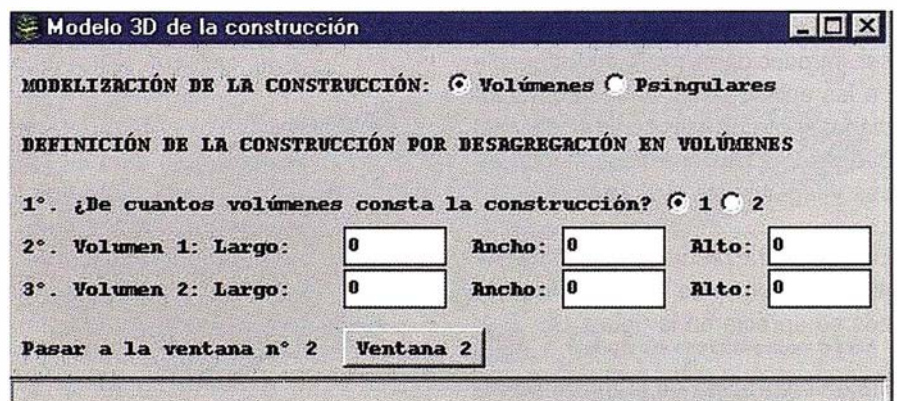 Modelo 3D de la construcción
MODELIZACIÓN DE LA CONSTRUCCIÓN: Volúmenes Psingulares
DEFINICIÓN DE LA CONSTRUCCIÓN POR DESAGREGACIÓN EN VOLÚMENES
1°. ¿De cuantos volúmenes consta la construcción? 1 2
2°. Volumen 1: Largo: 0 Ancho: 0 Alto: 0
3°. Volumen 2: Largo: 0 Ancho: 0 Alto: 0
Pasar a la ventana n° 2 Ventana 2